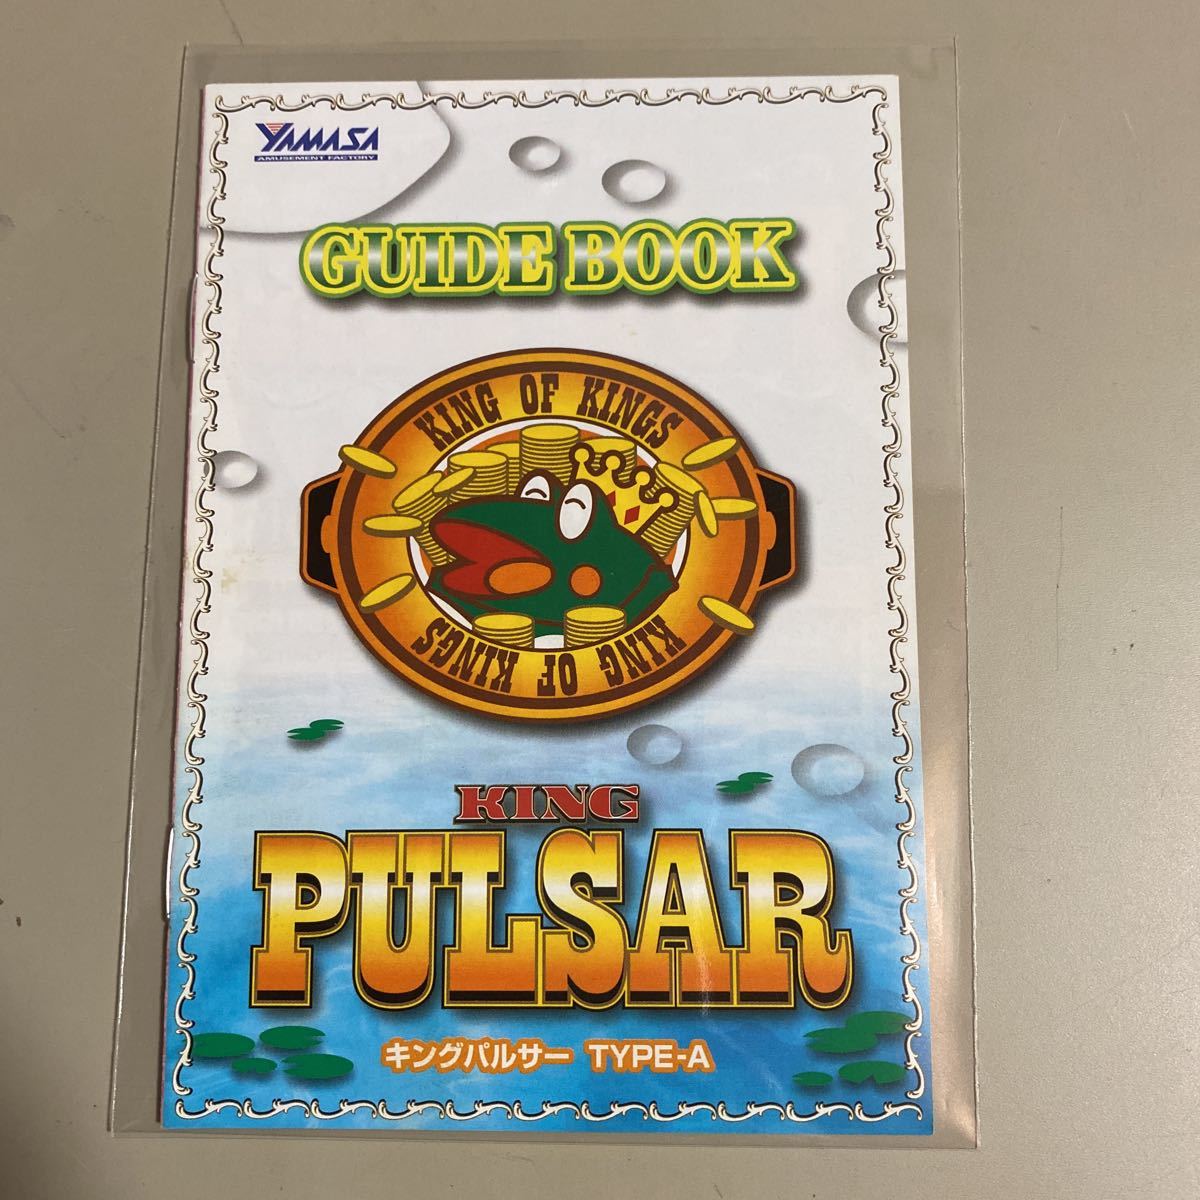 YAMASA
AMUSEMENT FACTORY
GUIDE BOOK
KING OF KINGS
KING OF KINGS
KING
PULSAR
キングパルサー TYPE-A